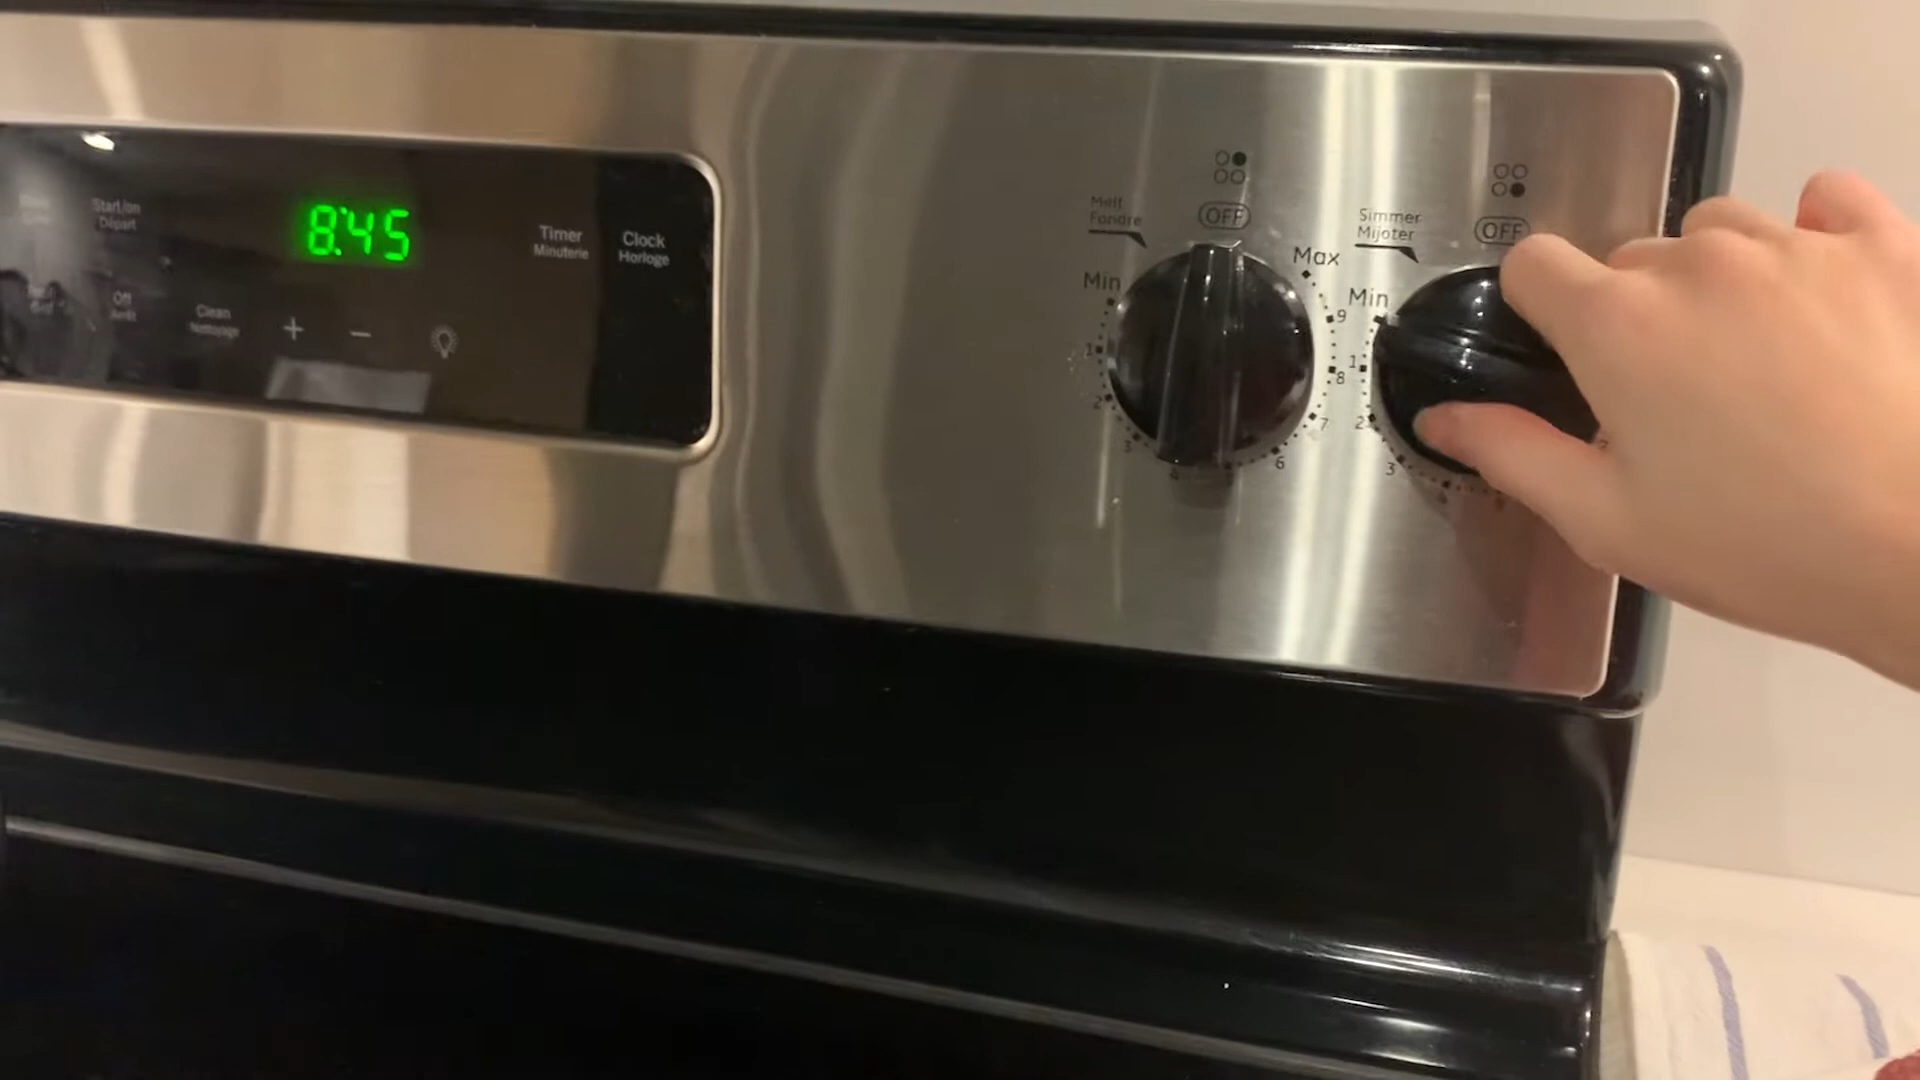 Start/on
Départ
8:45
Timer
Minuterie
Clock
Horloge
Off
Arrêt
Clean
Nettoyage
+
−
Melt
Fondre
OFF
Min
Max
1
2
3
4
6
7
8
9
Simmer
Mijoter
OFF
Min
1
2
3
4